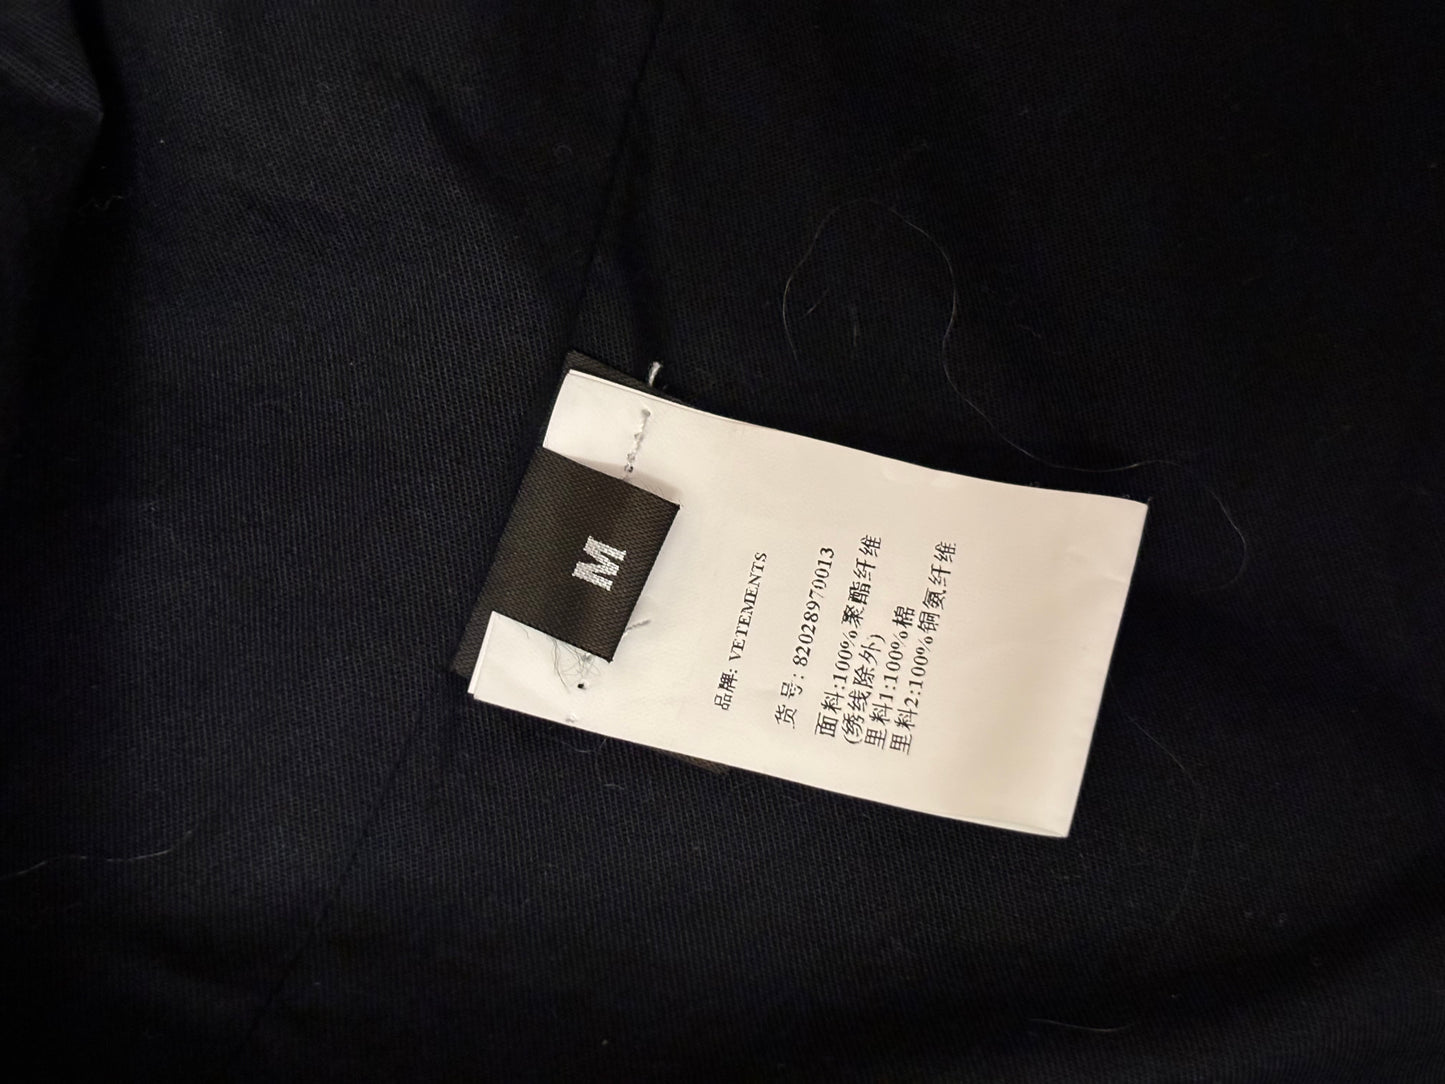 M
品牌: VETEMENTS
货号: 82028970013
面料:100%聚酯纤维
(绣线除外)
里料1:100%棉
里料2:100%铜氨纤维